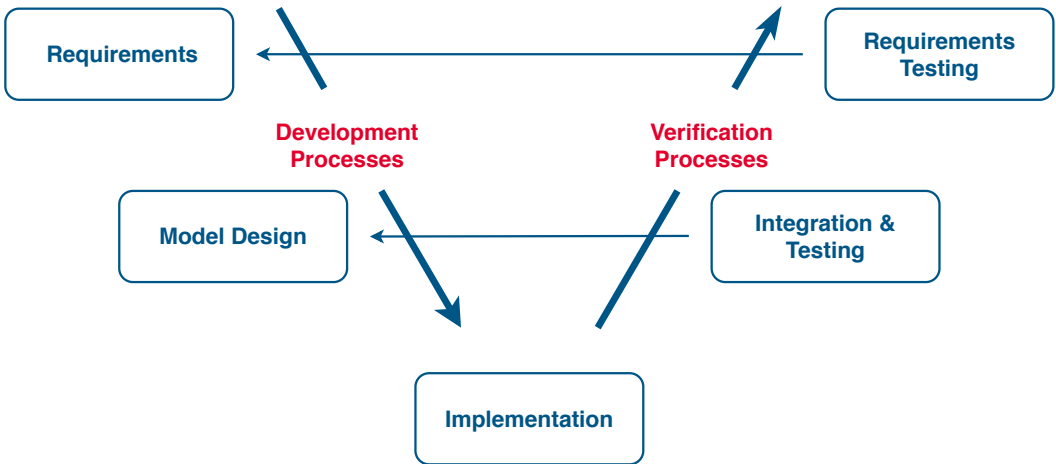 Requirements
Requirements
Testing
Development
Processes
Verification
Processes
Model Design
Integration &
Testing
Implementation